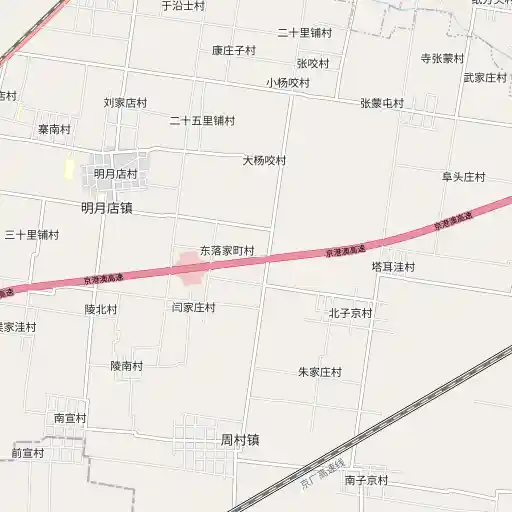 于沿士村
二十里铺村
康庄子村
寺张蒙村
张咬村
武家庄村
小杨咬村
店村
刘家店村
张蒙屯村
二十五里铺村
寨南村
大杨咬村
明月店村
阜头庄村
明月店镇
三十里铺村
东落家町村
京港澳高速
京港澳高速
塔耳洼村
京港澳高速
高速
陵北村
闫家庄村
北子京村
家洼村
陵南村
朱家庄村
南宣村
周村镇
前宣村
京广高速线
南子京村